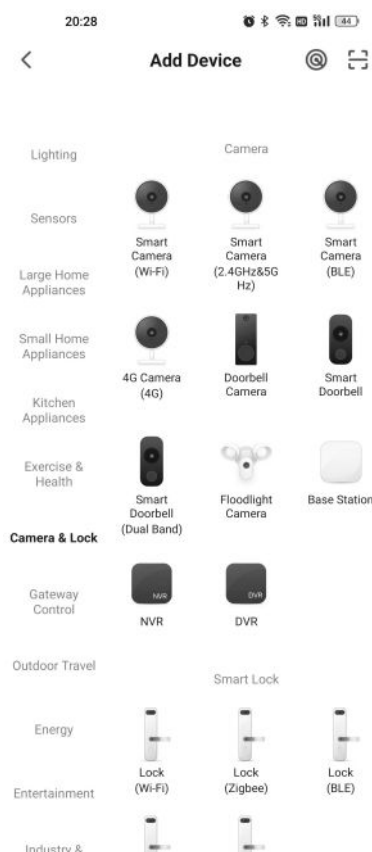 20:28
44
Add Device
Lighting
Sensors
Large Home
Appliances
Small Home
Appliances
Kitchen
Appliances
Exercise &
Health
Camera & Lock
Gateway
Control
Outdoor Travel
Energy
Entertainment
Industry &
Camera
Smart
Camera
(Wi-Fi)
Smart
Camera
(2.4GHz&5G
Hz)
Smart
Camera
(BLE)
4G Camera
(4G)
Doorbell
Camera
Smart
Doorbell
Smart
Doorbell
(Dual Band)
Floodlight
Camera
Base Station
NVR
NVR
DVR
DVR
Smart Lock
Lock
(Wi-Fi)
Lock
(Zigbee)
Lock
(BLE)